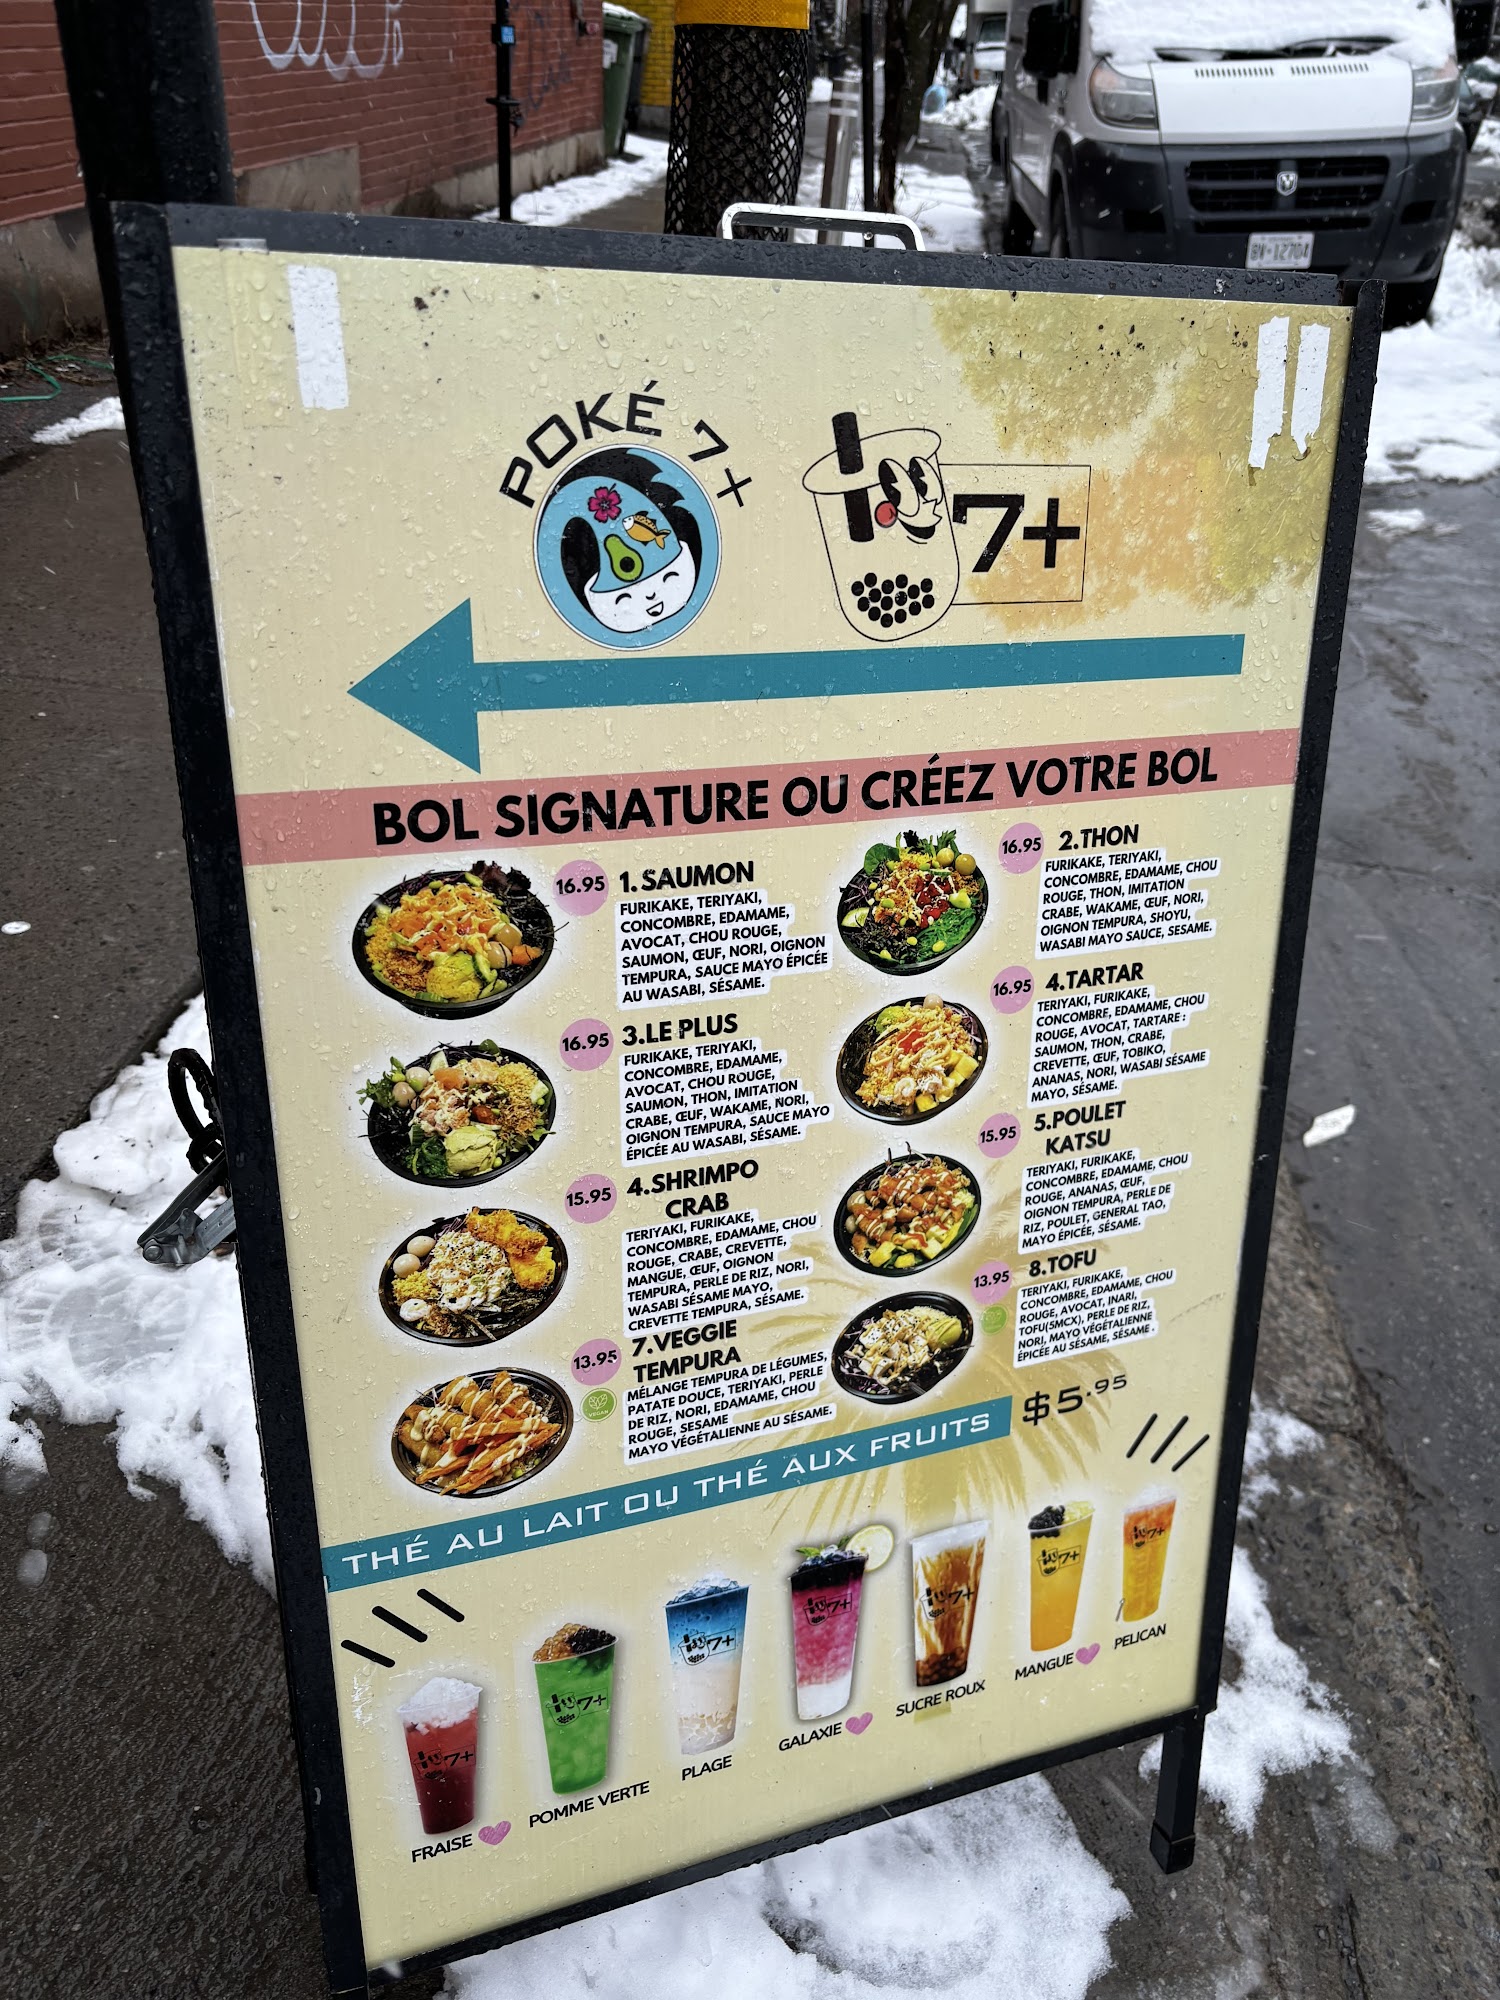 POKÉ 7+
7+
BOL SIGNATURE OU CRÉEZ VOTRE BOL
16.95
1.SAUMON
FURIKAKE, TERIYAKI,
CONCOMBRE, EDAMAME,
AVOCAT, CHOU ROUGE,
SAUMON, ŒUF, NORI, OIGNON
TEMPURA, SAUCE MAYO ÉPICÉE
AU WASABI, SÉSAME.
16.95
2.THON
FURIKAKE, TERIYAKI,
CONCOMBRE, EDAMAME, CHOU
ROUGE, THON, IMITATION
CRABE, WAKAME, ŒUF, NORI,
OIGNON TEMPURA, SHOYU,
WASABI MAYO SAUCE, SESAME.
16.95
3.LE PLUS
FURIKAKE, TERIYAKI,
CONCOMBRE, EDAMAME,
AVOCAT, CHOU ROUGE,
SAUMON, THON, IMITATION
CRABE, ŒUF, WAKAME, NORI,
OIGNON TEMPURA, SAUCE MAYO
ÉPICÉE AU WASABI, SÉSAME.
16.95
4.TARTAR
TERIYAKI, FURIKAKE,
CONCOMBRE, EDAMAME, CHOU
ROUGE, AVOCAT, TARTARE :
SAUMON, THON, CRABE,
CREVETTE, ŒUF, TOBIKO,
ANANAS, NORI, WASABI SÉSAME
MAYO, SÉSAME.
15.95
4.SHRIMPO
CRAB
TERIYAKI, FURIKAKE,
CONCOMBRE, EDAMAME, CHOU
ROUGE, CRABE, CREVETTE,
MANGUE, ŒUF, OIGNON
TEMPURA, PERLE DE RIZ, NORI,
WASABI SÉSAME MAYO,
CREVETTE TEMPURA, SÉSAME.
15.95
5.POULET
KATSU
TERIYAKI, FURIKAKE,
CONCOMBRE, EDAMAME, CHOU
ROUGE, ANANAS, ŒUF,
OIGNON TEMPURA, PERLE DE
RIZ, POULET, GENERAL TAO,
MAYO ÉPICÉE, SÉSAME.
13.95
7.VEGGIE
TEMPURA
VEGAN
MÉLANGE TEMPURA DE LÉGUMES,
PATATE DOUCE, TERIYAKI, PERLE
DE RIZ, NORI, EDAMAME, CHOU
ROUGE, SESAME
MAYO VÉGÉTALIENNE AU SÉSAME.
13.95
8.TOFU
TERIYAKI, FURIKAKE,
CONCOMBRE, EDAMAME, CHOU
ROUGE, AVOCAT, INARI,
TOFU(5MCX), PERLE DE RIZ,
NORI, MAYO VÉGÉTALIENNE
ÉPICÉE AU SÉSAME, SÉSAME .
THÉ AU LAIT OU THÉ AUX FRUITS $5.95
7+
7+
7+
7+
7+
7+
7+
FRAISE
POMME VERTE
PLAGE
GALAXIE
SUCRE ROUX
MANGUE
PELICAN